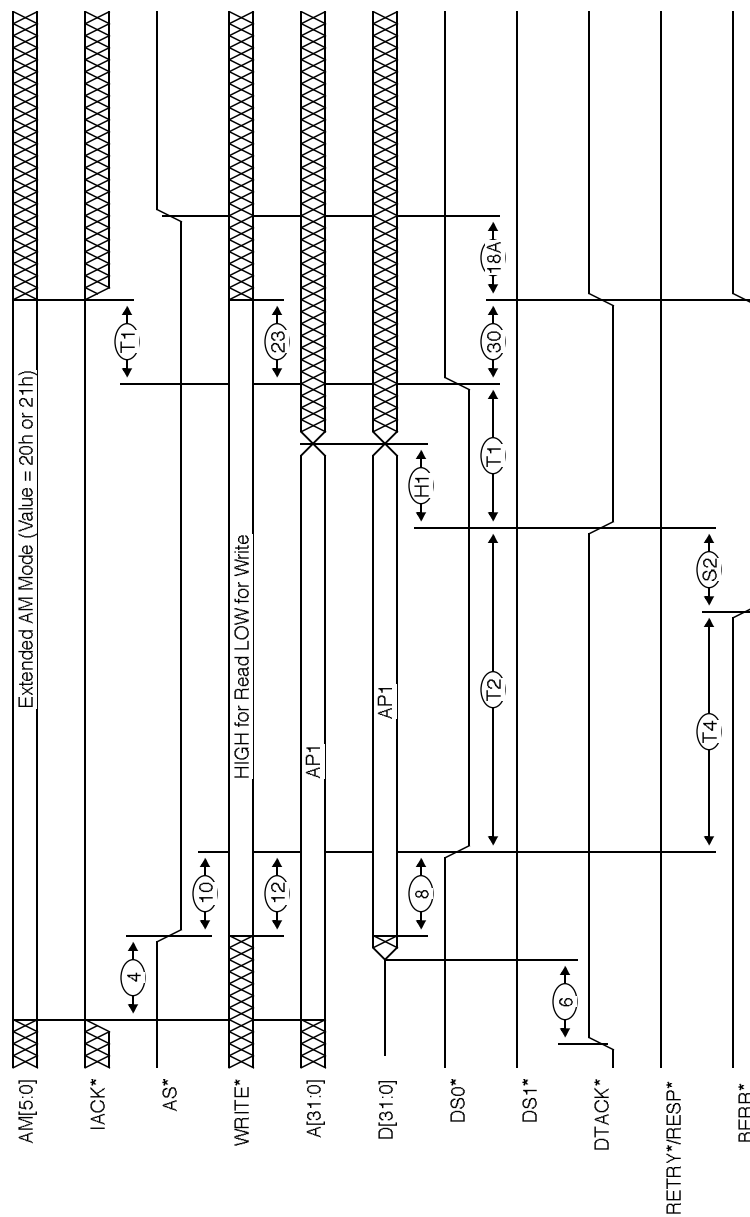 AM[5:0]
Extended AM Mode (Value = 20h or 21h)
IACK*
4
T1
AS*
10
WRITE*
HIGH for Read LOW for Write
12
23
A[31:0]
AP1
D[31:0]
AP1
8
H1
DS0*
T2
T1
30
18A
DS1*
6
DTACK*
RETRY*/RESP*
T4
S2
BERR*